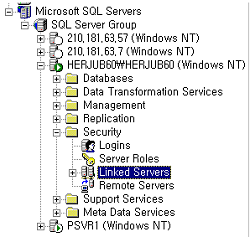 Microsoft SQL Servers
SQL Server Group
210,181,63,57 (Windows NT)
210,181,63,7 (Windows NT)
HERJUB60₩HERJUB60 (Windows NT)
Databases
Data Transformation Services
Management
Replication
Security
Logins
Server Roles
Linked Servers
Remote Servers
Support Services
Meta Data Services
PSVR1 (Windows NT)